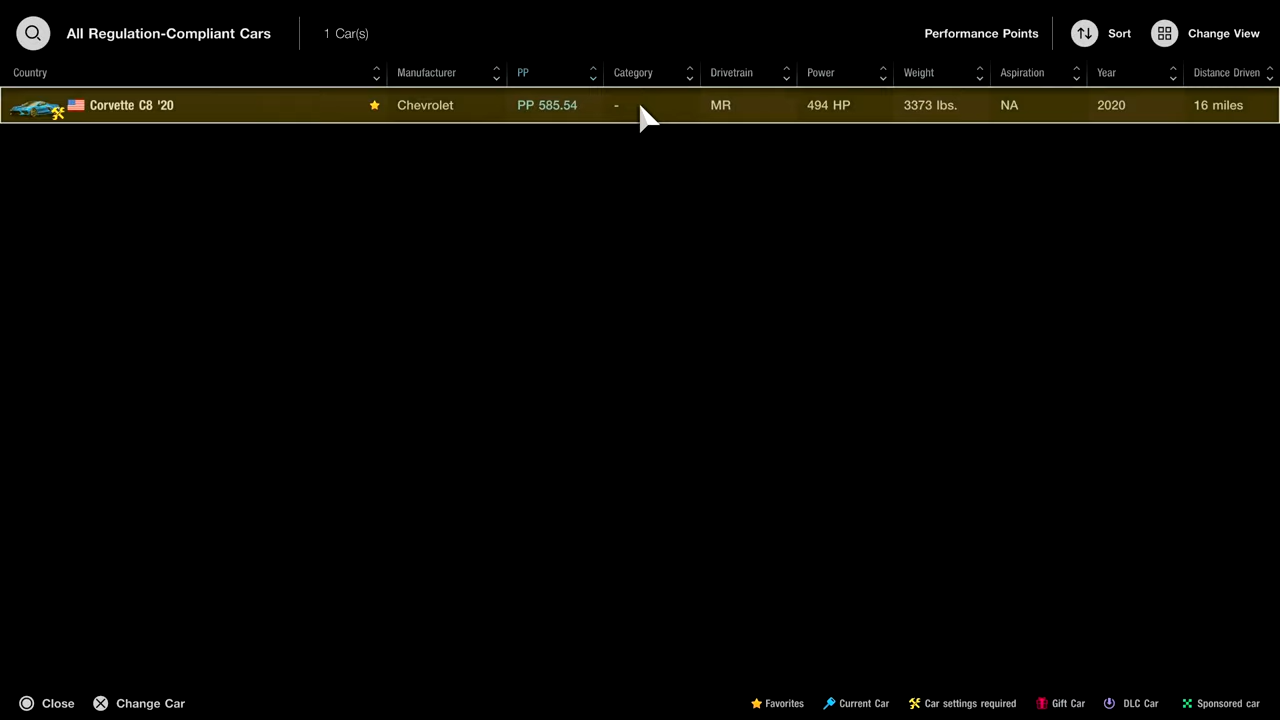 All Regulation-Compliant Cars 1 Car(s) Performance Points Sort Change View
Country Manufacturer PP Category Drivetrain Power Weight Aspiration Year Distance Driven
Corvette C8 '20 Chevrolet PP 585.54 - MR 494 HP 3373 lbs. NA 2020 16 miles
Close Change Car Favorites Current Car Car settings required Gift Car DLC Car Sponsored car